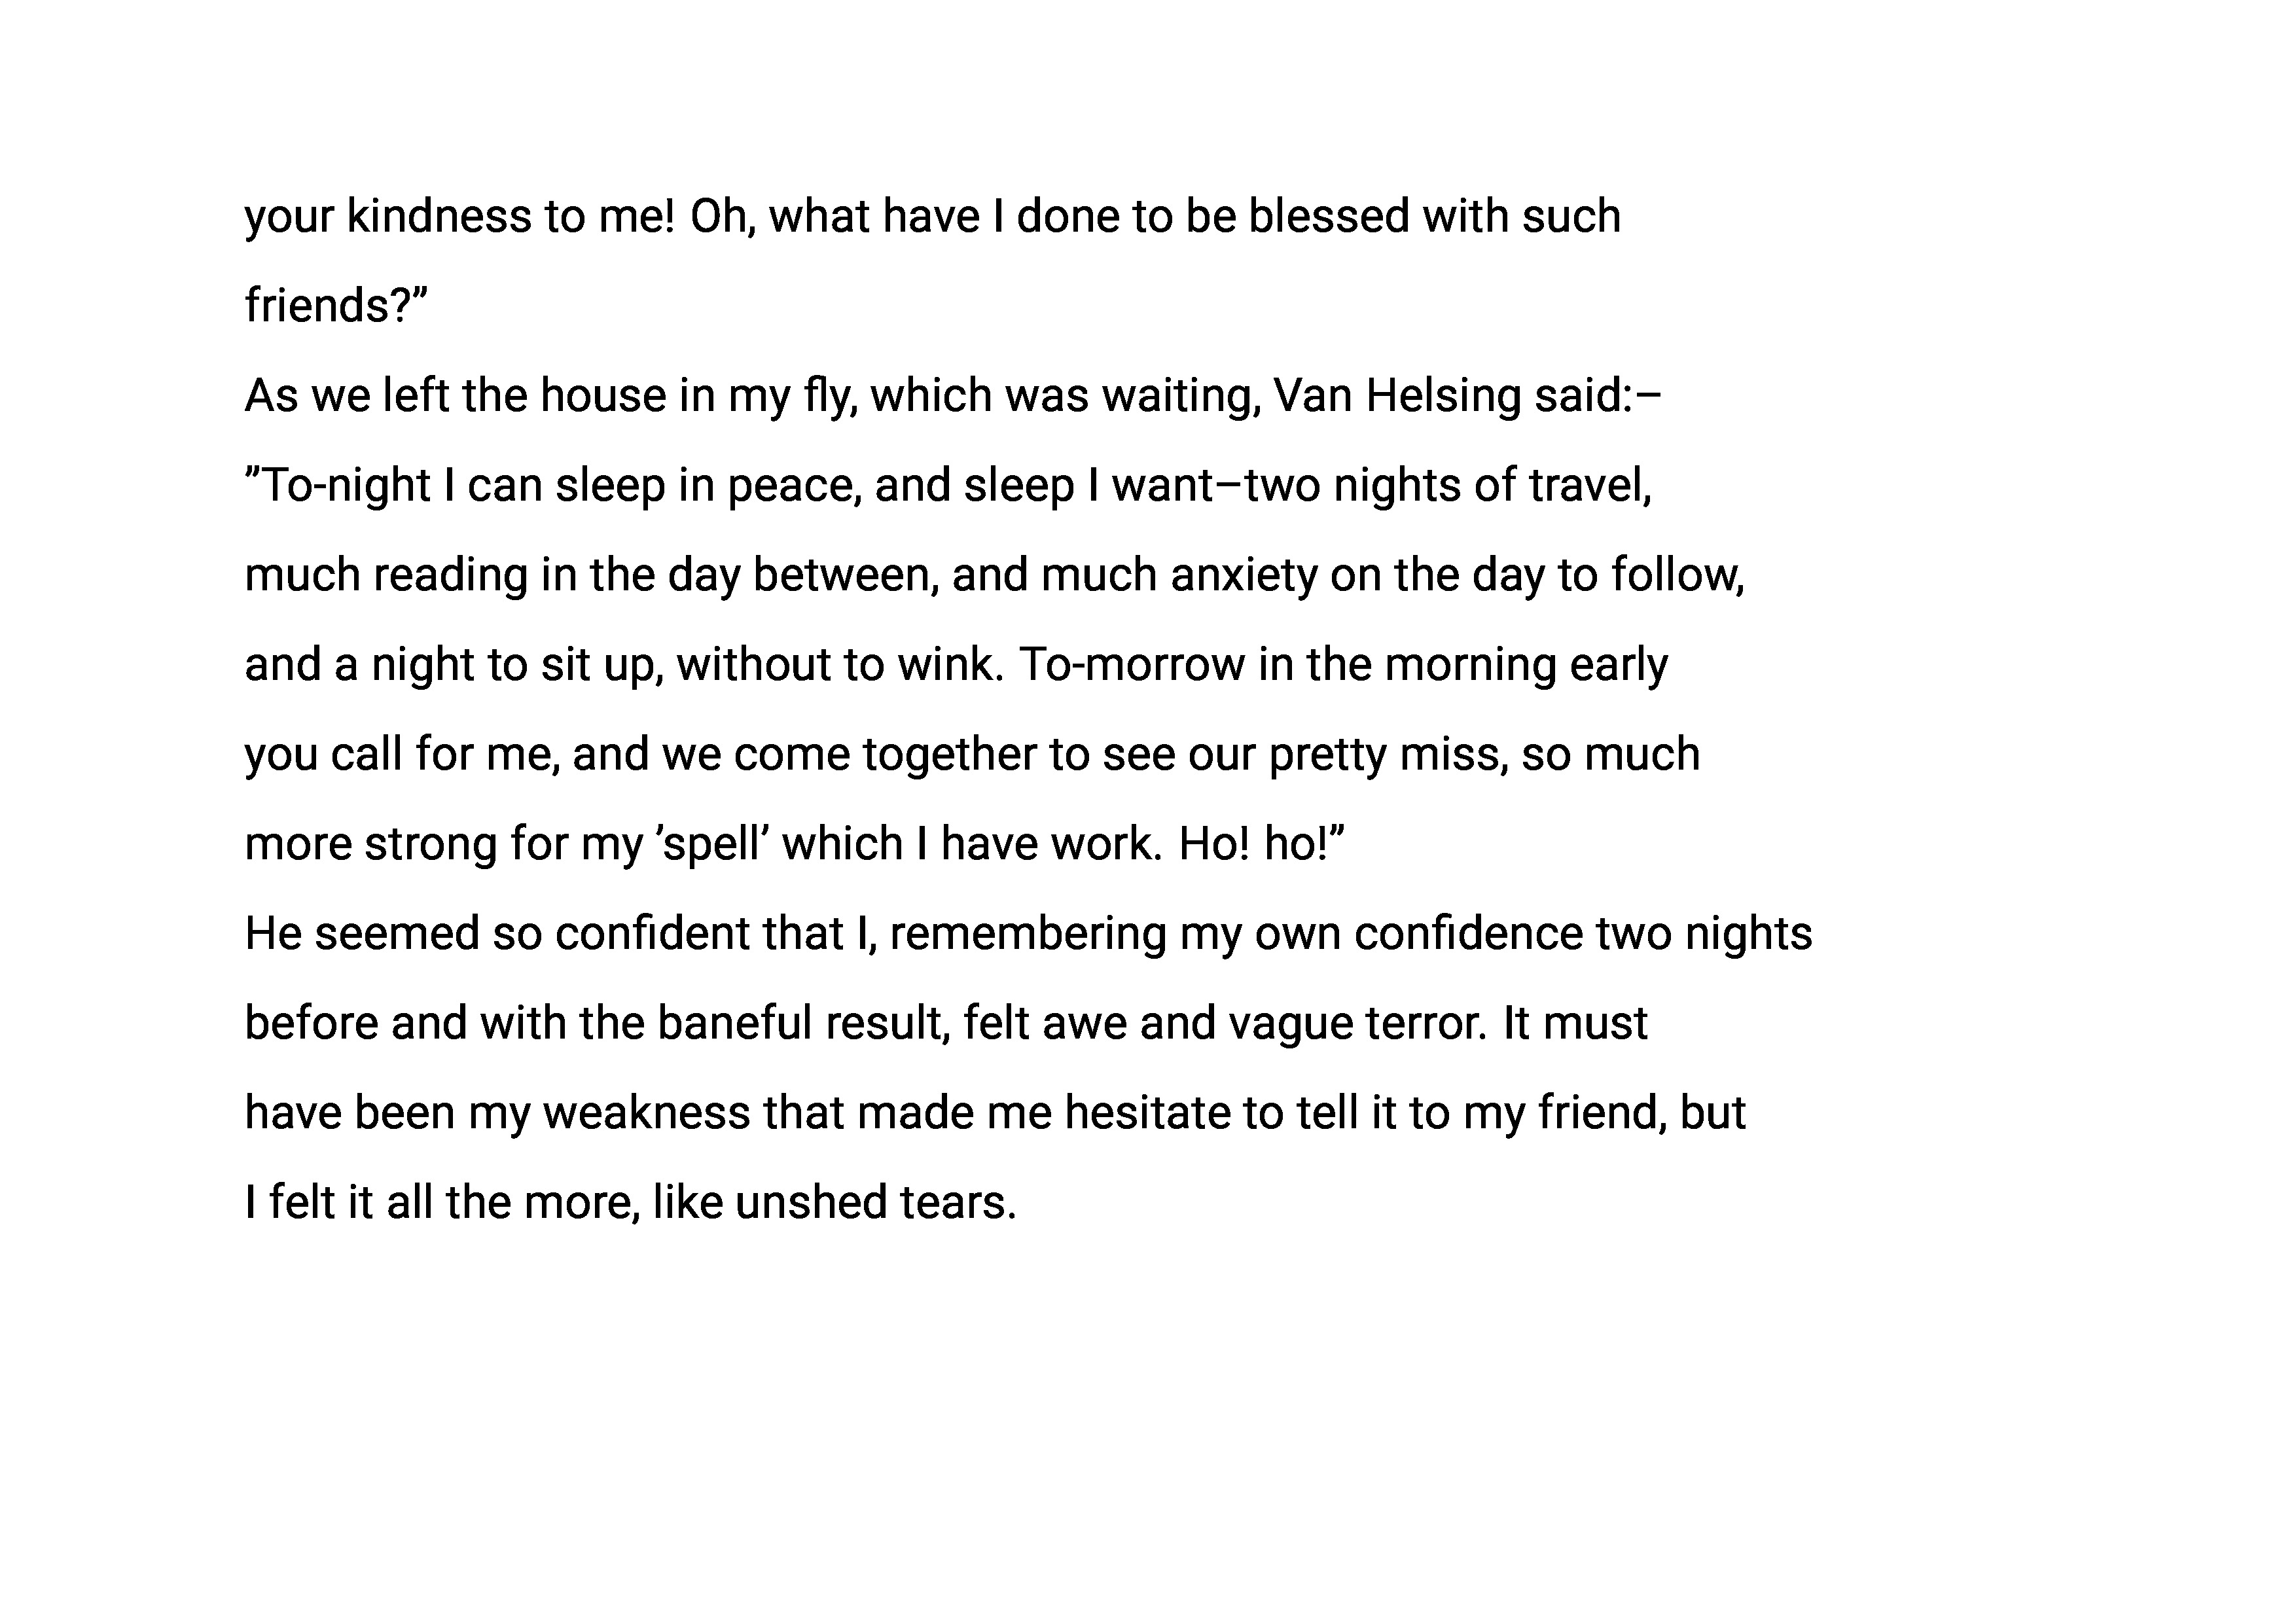 your kindness to me! Oh, what have I done to be blessed with such
friends?”
As we left the house in my fly, which was waiting, Van Helsing said:–
”To-night I can sleep in peace, and sleep I want–two nights of travel,
much reading in the day between, and much anxiety on the day to follow,
and a night to sit up, without to wink. To-morrow in the morning early
you call for me, and we come together to see our pretty miss, so much
more strong for my ’spell’ which I have work. Ho! ho!”
He seemed so confident that I, remembering my own confidence two nights
before and with the baneful result, felt awe and vague terror. It must
have been my weakness that made me hesitate to tell it to my friend, but
I felt it all the more, like unshed tears.